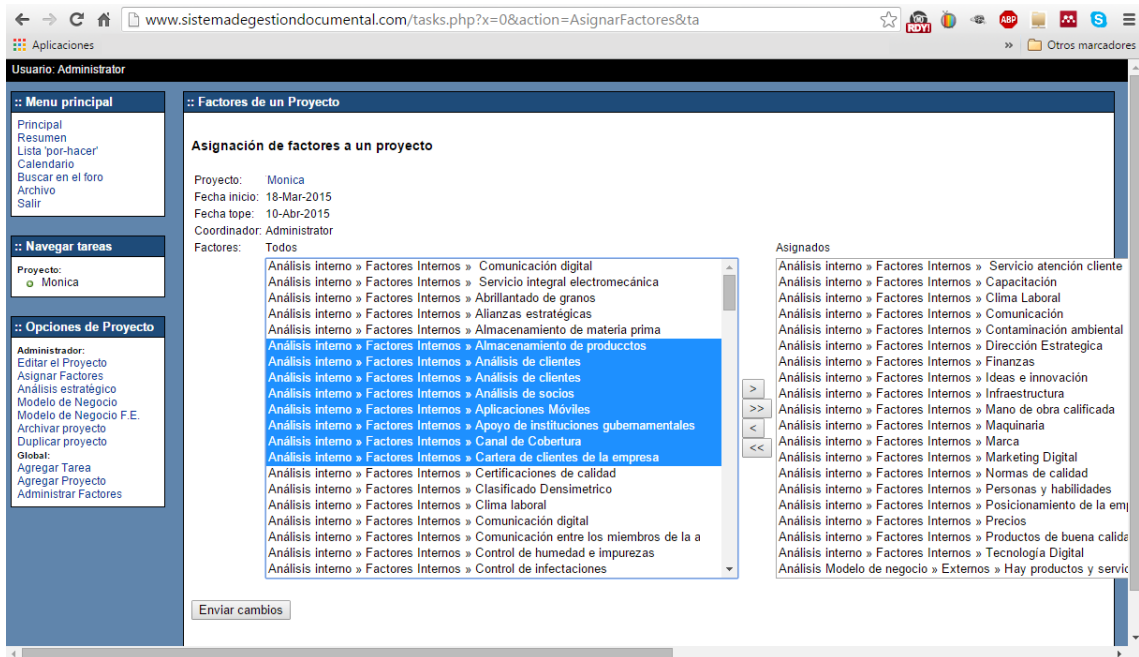 www.sistemadegestiondocumental.com/tasks.php?x=0&action=AsignarFactores&ta
RDY!
ABP
S
Aplicaciones
» Otros marcadores
Usuario: Administrator
:: Menu principal
Principal
Resumen
Lista 'por-hacer'
Calendario
Buscar en el foro
Archivo
Salir
:: Navegar tareas
Proyecto:
Monica
:: Opciones de Proyecto
Administrador:
Editar el Proyecto
Asignar Factores
Análisis estratégico
Modelo de Negocio
Modelo de Negocio F.E.
Archivar proyecto
Duplicar proyecto
Global:
Agregar Tarea
Agregar Proyecto
Administrar Factores
:: Factores de un Proyecto
Asignación de factores a un proyecto
Proyecto: Monica
Fecha inicio: 18-Mar-2015
Fecha tope: 10-Abr-2015
Coordinador: Administrator
Factores: Todos
Análisis interno » Factores Internos » Comunicación digital
Análisis interno » Factores Internos » Servicio integral electromecánica
Análisis interno » Factores Internos » Abrillantado de granos
Análisis interno » Factores Internos » Alianzas estratégicas
Análisis interno » Factores Internos » Almacenamiento de materia prima
Análisis interno » Factores Internos » Almacenamiento de producctos
Análisis interno » Factores Internos » Análisis de clientes
Análisis interno » Factores Internos » Análisis de clientes
Análisis interno » Factores Internos » Análisis de socios
Análisis interno » Factores Internos » Aplicaciones Móviles
Análisis interno » Factores Internos » Apoyo de instituciones gubernamentales
Análisis interno » Factores Internos » Canal de Cobertura
Análisis interno » Factores Internos » Cartera de clientes de la empresa
Análisis interno » Factores Internos » Certificaciones de calidad
Análisis interno » Factores Internos » Clasificado Densimetrico
Análisis interno » Factores Internos » Clima laboral
Análisis interno » Factores Internos » Comunicación digital
Análisis interno » Factores Internos » Comunicación entre los miembros de la a
Análisis interno » Factores Internos » Control de humedad e impurezas
Análisis interno » Factores Internos » Control de infectaciones
>
>>
<
<<
Asignados
Análisis interno » Factores Internos » Servicio atención cliente
Análisis interno » Factores Internos » Capacitación
Análisis interno » Factores Internos » Clima Laboral
Análisis interno » Factores Internos » Comunicación
Análisis interno » Factores Internos » Contaminación ambiental
Análisis interno » Factores Internos » Dirección Estrategica
Análisis interno » Factores Internos » Finanzas
Análisis interno » Factores Internos » Ideas e innovación
Análisis interno » Factores Internos » Infraestructura
Análisis interno » Factores Internos » Mano de obra calificada
Análisis interno » Factores Internos » Maquinaria
Análisis interno » Factores Internos » Marca
Análisis interno » Factores Internos » Marketing Digital
Análisis interno » Factores Internos » Normas de calidad
Análisis interno » Factores Internos » Personas y habilidades
Análisis interno » Factores Internos » Posicionamiento de la emp
Análisis interno » Factores Internos » Precios
Análisis interno » Factores Internos » Productos de buena calida
Análisis interno » Factores Internos » Tecnología Digital
Análisis Modelo de negocio » Externos » Hay productos y servic
Enviar cambios